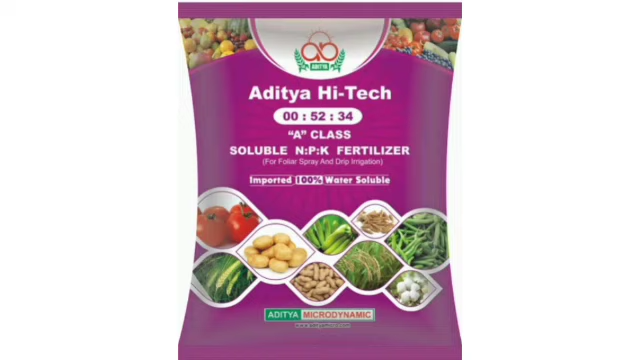 ADITYA
Aditya Hi-Tech
00 : 52 : 34
"A" CLASS
SOLUBLE N:P:K FERTILIZER
(For Foliar Spray And Drip Irrigation)
Imported 100% Water Soluble
ADITYA MICRODYNAMIC